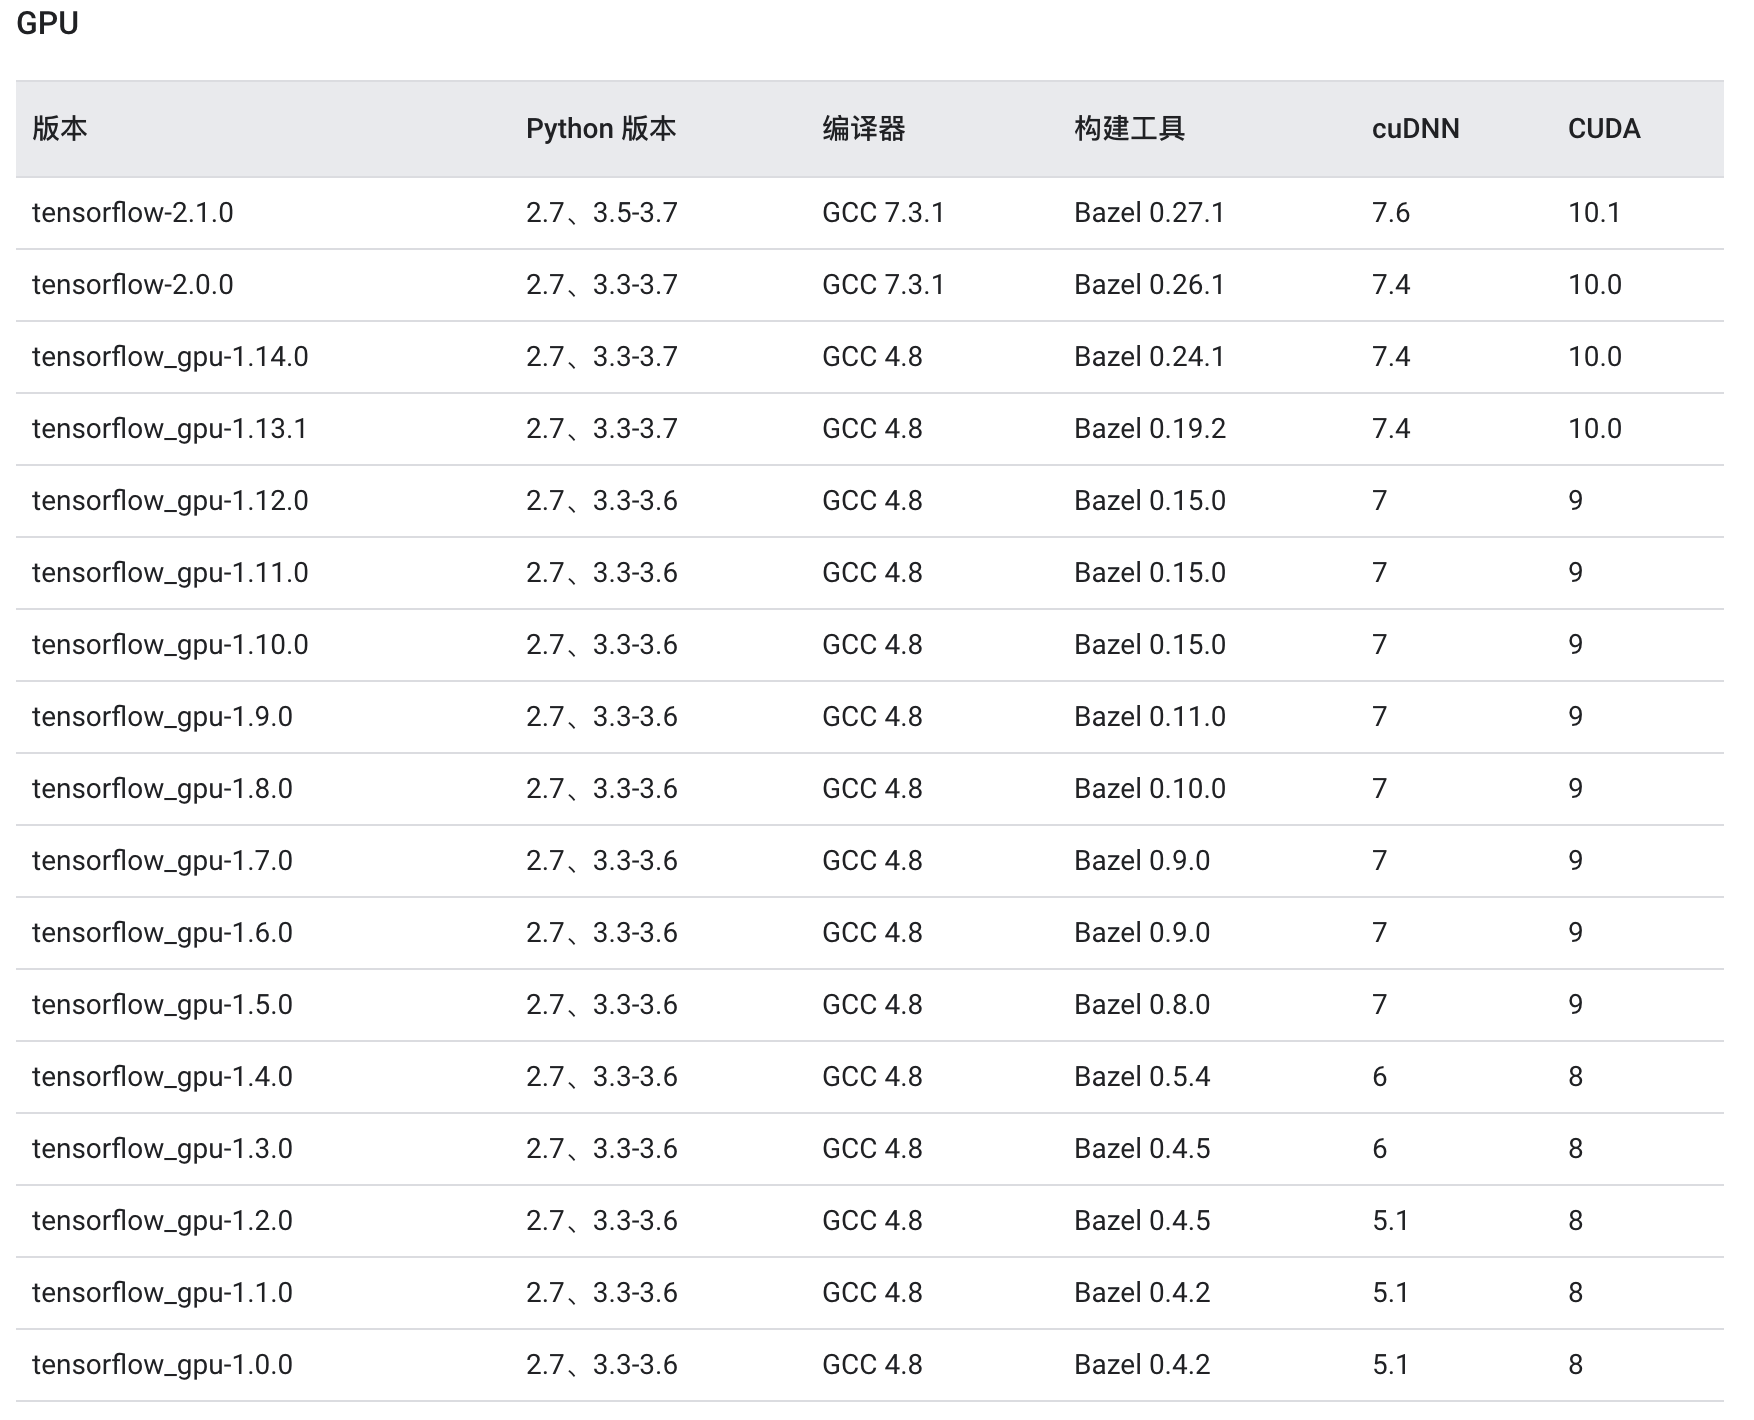 GPU
版本 Python 版本 编译器 构建工具 cuDNN CUDA
tensorflow-2.1.0 2.7、3.5-3.7 GCC 7.3.1 Bazel 0.27.1 7.6 10.1
tensorflow-2.0.0 2.7、3.3-3.7 GCC 7.3.1 Bazel 0.26.1 7.4 10.0
tensorflow_gpu-1.14.0 2.7、3.3-3.7 GCC 4.8 Bazel 0.24.1 7.4 10.0
tensorflow_gpu-1.13.1 2.7、3.3-3.7 GCC 4.8 Bazel 0.19.2 7.4 10.0
tensorflow_gpu-1.12.0 2.7、3.3-3.6 GCC 4.8 Bazel 0.15.0 7 9
tensorflow_gpu-1.11.0 2.7、3.3-3.6 GCC 4.8 Bazel 0.15.0 7 9
tensorflow_gpu-1.10.0 2.7、3.3-3.6 GCC 4.8 Bazel 0.15.0 7 9
tensorflow_gpu-1.9.0 2.7、3.3-3.6 GCC 4.8 Bazel 0.11.0 7 9
tensorflow_gpu-1.8.0 2.7、3.3-3.6 GCC 4.8 Bazel 0.10.0 7 9
tensorflow_gpu-1.7.0 2.7、3.3-3.6 GCC 4.8 Bazel 0.9.0 7 9
tensorflow_gpu-1.6.0 2.7、3.3-3.6 GCC 4.8 Bazel 0.9.0 7 9
tensorflow_gpu-1.5.0 2.7、3.3-3.6 GCC 4.8 Bazel 0.8.0 7 9
tensorflow_gpu-1.4.0 2.7、3.3-3.6 GCC 4.8 Bazel 0.5.4 6 8
tensorflow_gpu-1.3.0 2.7、3.3-3.6 GCC 4.8 Bazel 0.4.5 6 8
tensorflow_gpu-1.2.0 2.7、3.3-3.6 GCC 4.8 Bazel 0.4.5 5.1 8
tensorflow_gpu-1.1.0 2.7、3.3-3.6 GCC 4.8 Bazel 0.4.2 5.1 8
tensorflow_gpu-1.0.0 2.7、3.3-3.6 GCC 4.8 Bazel 0.4.2 5.1 8